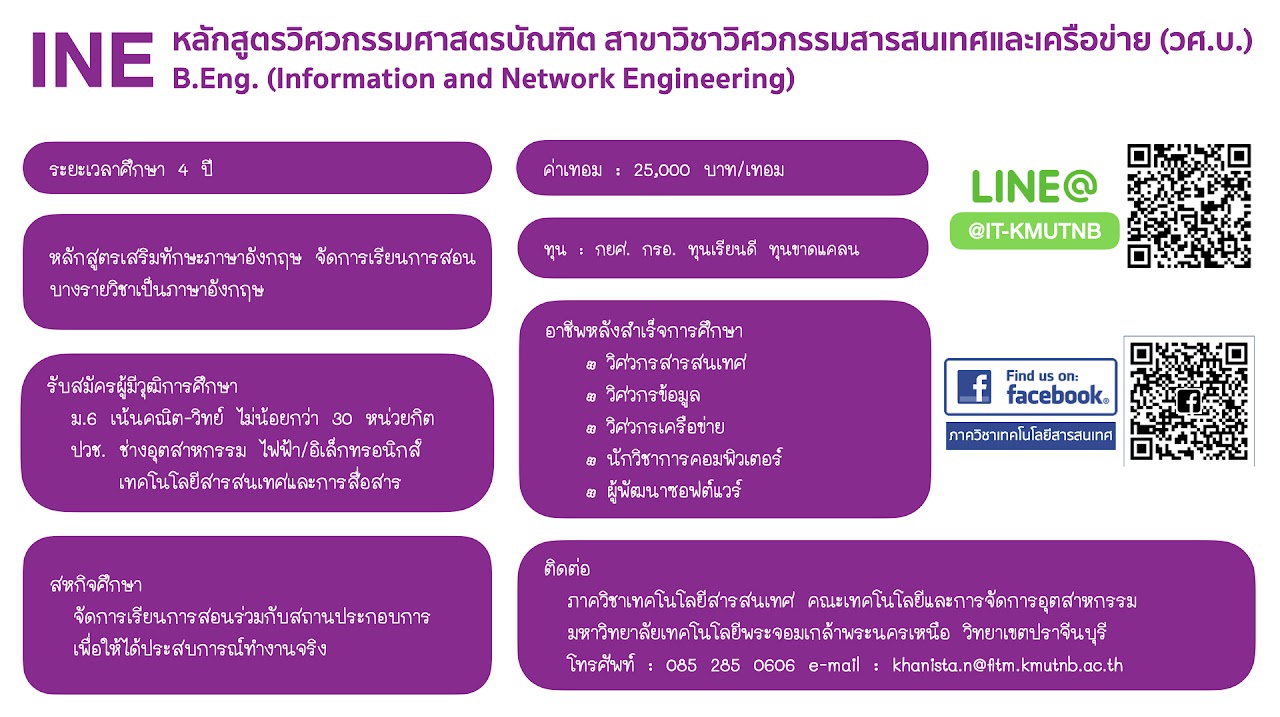 INE
หลักสูตรวิศวกรรมศาสตรบัณฑิต สาขาวิชาวิศวกรรมสารสนเทศและเครือข่าย (วศ.บ.)
B.Eng. (Information and Network Engineering)
ระยะเวลาศึกษา 4 ปี
หลักสูตรเสริมทักษะภาษาอังกฤษ จัดการเรียนการสอน
บางรายวิชาเป็นภาษาอังกฤษ
รับสมัครผู้มีวุฒิการศึกษา
ม.6 เน้นคณิต-วิทย์ ไม่น้อยกว่า 30 หน่วยกิต
ปวช. ช่างอุตสาหกรรม ไฟฟ้า/อิเล็กทรอนิกส์
เทคโนโลยีสารสนเทศและการสื่อสาร
สหกิจศึกษา
จัดการเรียนการสอนร่วมกับสถานประกอบการ
เพื่อให้ได้ประสบการณ์ทำงานจริง
ค่าเทอม : 25,000 บาท/เทอม
ทุน : กยศ. กรอ. ทุนเรียนดี ทุนขาดแคลน
อาชีพหลังสำเร็จการศึกษา
๛ วิศวกรสารสนเทศ
๛ วิศวกรข้อมูล
๛ วิศวกรเครือข่าย
๛ นักวิชาการคอมพิวเตอร์
๛ ผู้พัฒนาซอฟต์แวร์
LINE@
@IT-KMUTNB
Find us on:
facebook®
ภาควิชาเทคโนโลยีสารสนเทศ
ติดต่อ
ภาควิชาเทคโนโลยีสารสนเทศ คณะเทคโนโลยีและการจัดการอุตสาหกรรม
มหาวิทยาลัยเทคโนโลยีพระจอมเกล้าพระนครเหนือ วิทยาเขตปราจีนบุรี
โทรศัพท์ : 085 285 0606 e-mail : khanista.n@fitm.kmutnb.ac.th